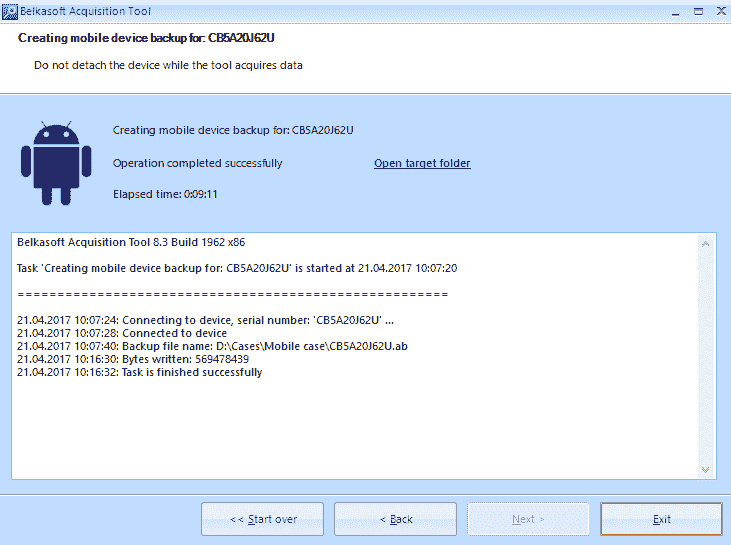 Belkasoft Acquisition Tool
Creating mobile device backup for: CB5A20J62U
Do not detach the device while the tool acquires data
Creating mobile device backup for: CB5A20J62U
Operation completed successfully Open target folder
Elapsed time: 0:09:11
Belkasoft Acquisition Tool 8.3 Build 1962 x86
Task 'Creating mobile device backup for: CB5A20J62U' is started at 21.04.2017 10:07:20
======================================================
21.04.2017 10:07:24: Connecting to device, serial number: 'CB5A20J62U' ...
21.04.2017 10:07:28: Connected to device
21.04.2017 10:07:40: Backup file name: D:\Cases\Mobile case\CB5A20J62U.ab
21.04.2017 10:16:30: Bytes written: 569478439
21.04.2017 10:16:32: Task is finished successfully
<< Start over < Back Next > Exit